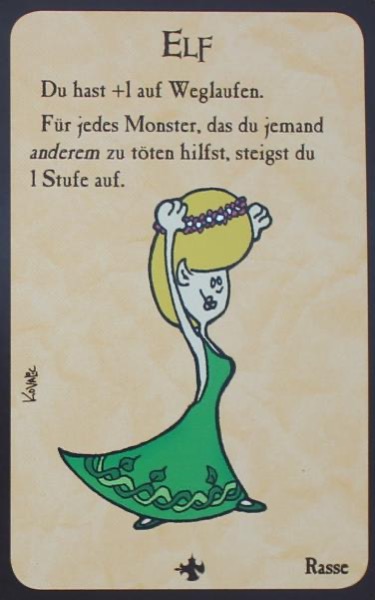 Elf
Du hast +1 auf Weglaufen.
Für jedes Monster, das du jemand
anderem zu töten hilfst, steigst du
1 Stufe auf.
Kovalic
Rasse